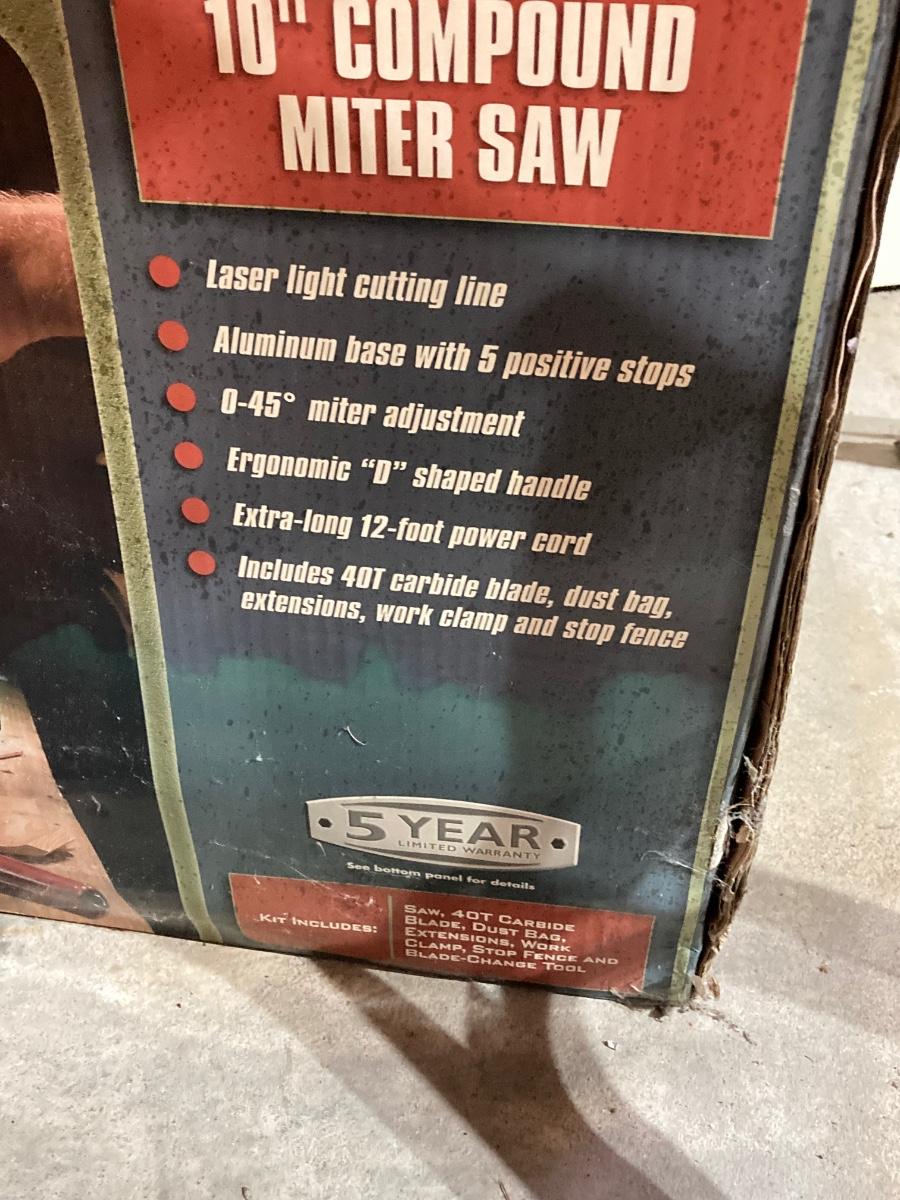 10" COMPOUND
MITER SAW
Laser light cutting line
Aluminum base with 5 positive stops
0-45° miter adjustment
Ergonomic “D” shaped handle
Extra-long 12-foot power cord
Includes 40T carbide blade, dust bag,
extensions, work clamp and stop fence
5 YEAR
LIMITED WARRANTY
See bottom panel for details
KIT INCLUDES:
SAW, 40T CARBIDE
BLADE, DUST BAG,
EXTENSIONS, WORK
CLAMP, STOP FENCE AND
BLADE-CHANGE TOOL